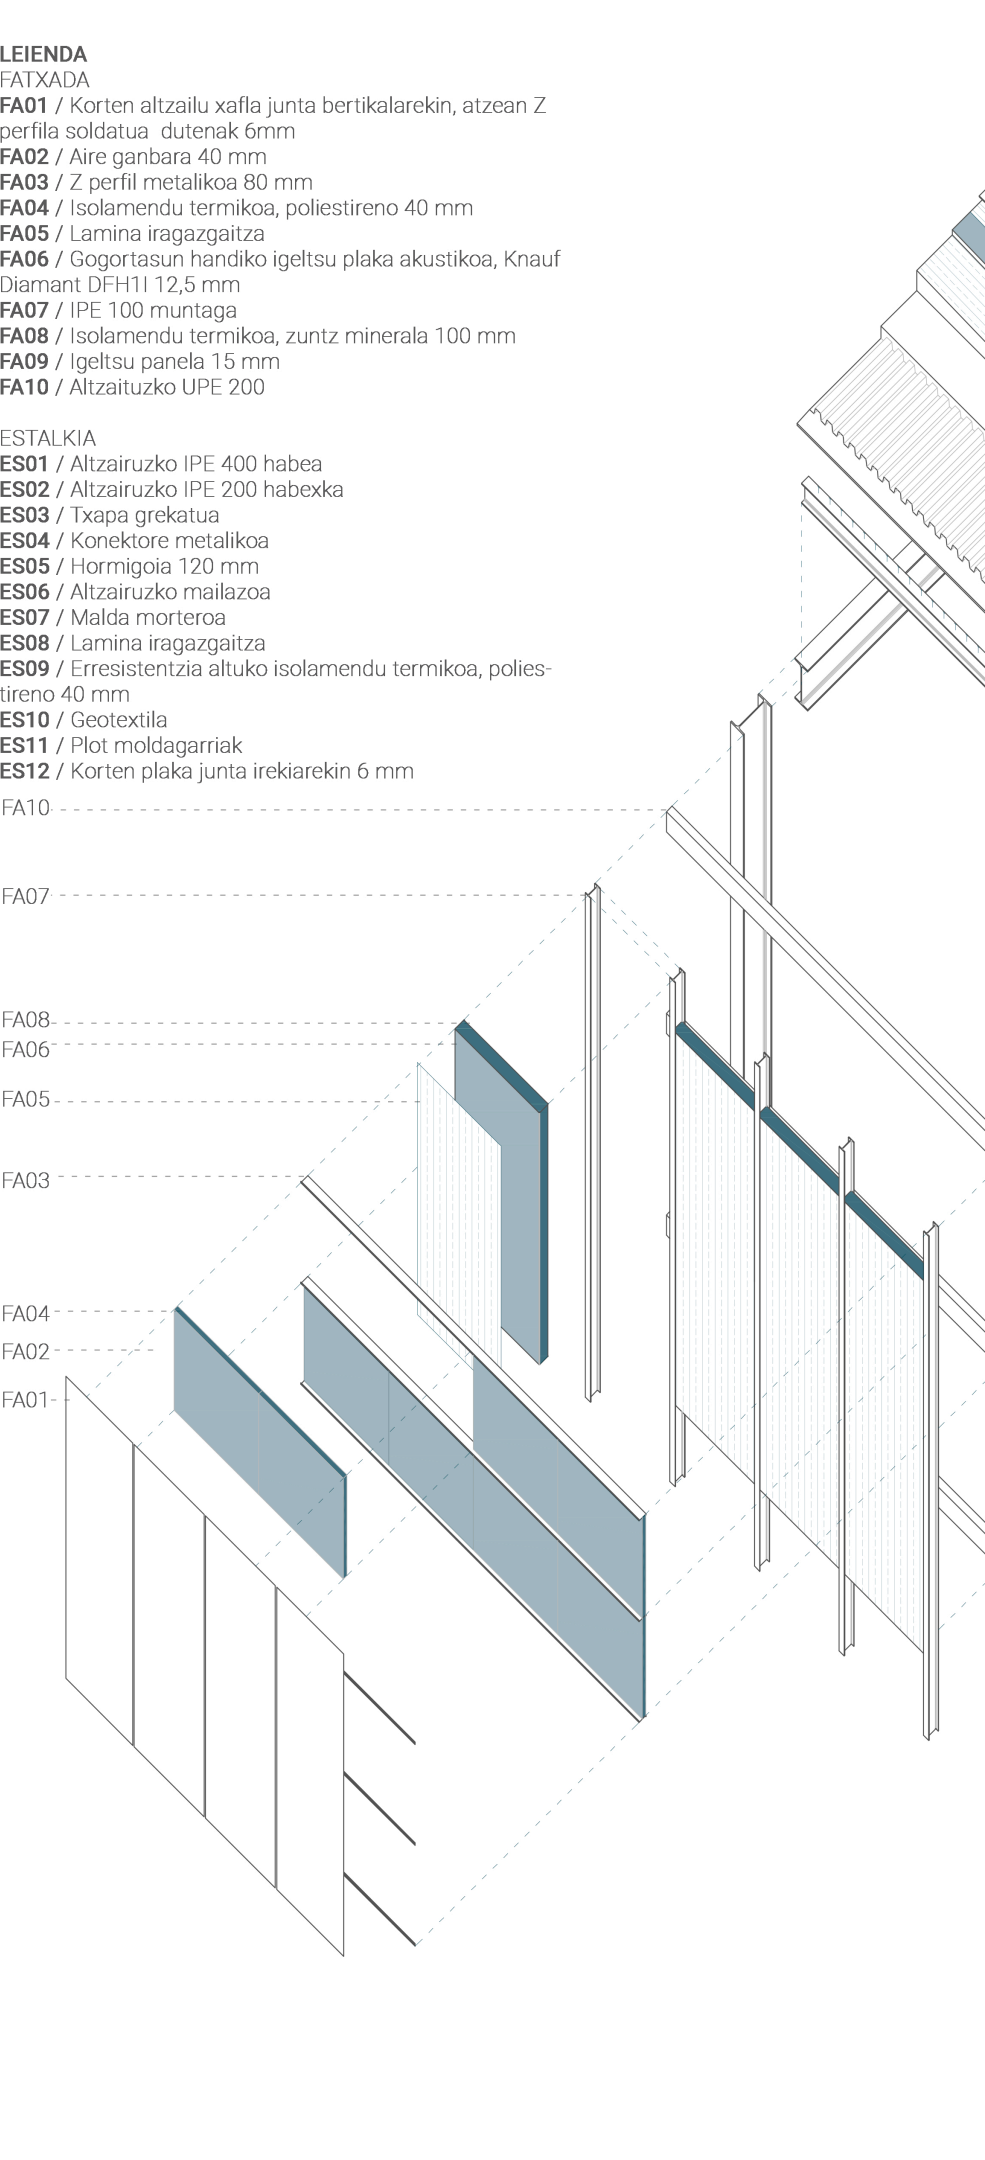 LEIENDA
FATXADA
FA01 / Korten altzailu xafla junta bertikalarekin, atzean Z
perfila soldatua  dutenak 6mm
FA02 / Aire ganbara 40 mm
FA03 / Z perfil metalikoa 80 mm
FA04 / Isolamendu termikoa, poliestireno 40 mm
FA05 / Lamina iragazgaitza
FA06 / Gogortasun handiko igeltsu plaka akustikoa, Knauf
Diamant DFH1I 12,5 mm
FA07 / IPE 100 muntaga
FA08 / Isolamendu termikoa, zuntz minerala 100 mm
FA09 / Igeltsu panela 15 mm
FA10 / Altzaituzko UPE 200
ESTALKIA
ES01 / Altzairuzko IPE 400 habea
ES02 / Altzairuzko IPE 200 habexka
ES03 / Txapa grekatua
ES04 / Konektore metalikoa
ES05 / Hormigoia 120 mm
ES06 / Altzairuzko mailazoa
ES07 / Malda morteroa
ES08 / Lamina iragazgaitza
ES09 / Erresistentzia altuko isolamendu termikoa, polies-
tireno 40 mm
ES10 / Geotextila
ES11 / Plot moldagarriak
ES12 / Korten plaka junta irekiarekin 6 mm
FA10
FA07
FA08
FA06
FA05
FA03
FA04
FA02
FA01